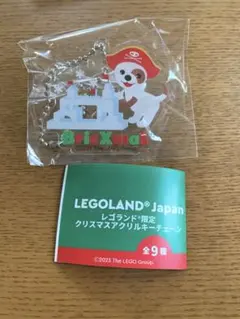 BricXmas
LEGOLAND® Japan
レゴランド®限定
クリスマスアクリルキーチェーン
全9種
©2023 The LEGO Group.